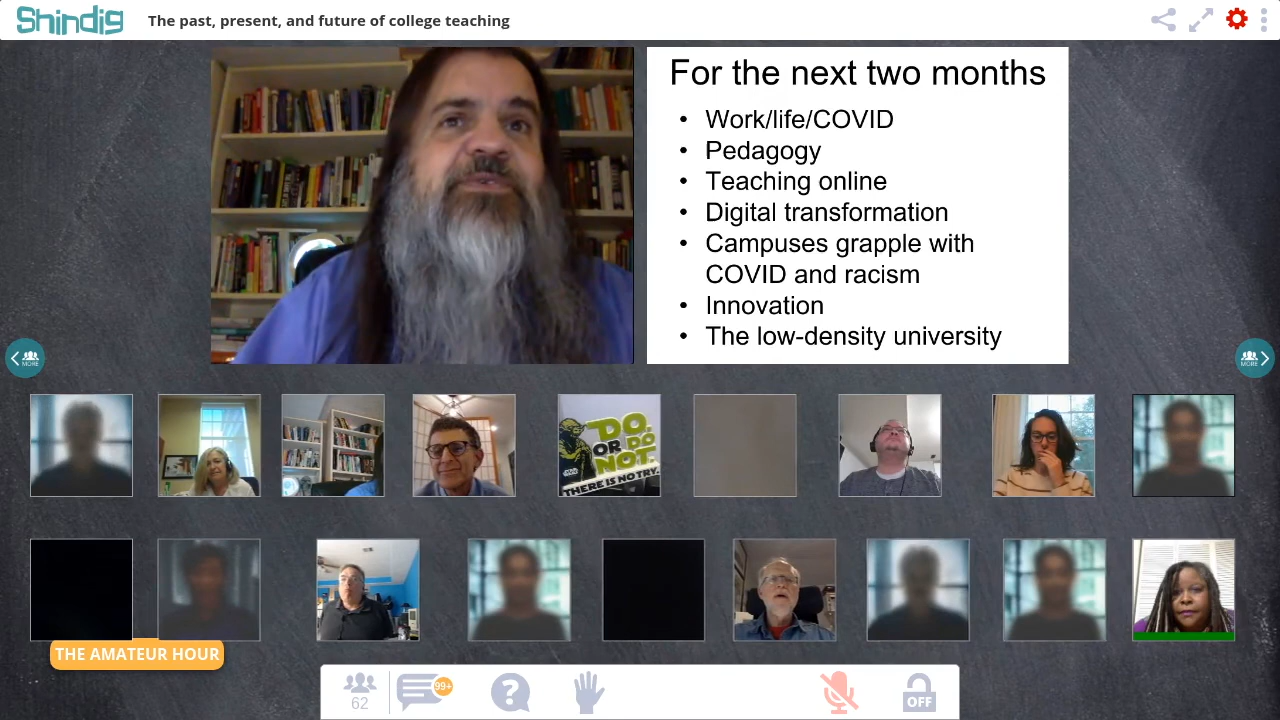 Shindig
The past, present, and future of college teaching
For the next two months
• Work/life/COVID
• Pedagogy
• Teaching online
• Digital transformation
• Campuses grapple with
COVID and racism
• Innovation
• The low-density university
MORE
MORE
DO.
OR DO
NOT.
THERE IS NO TRY.
THE AMATEUR HOUR
62
99+
?
OFF